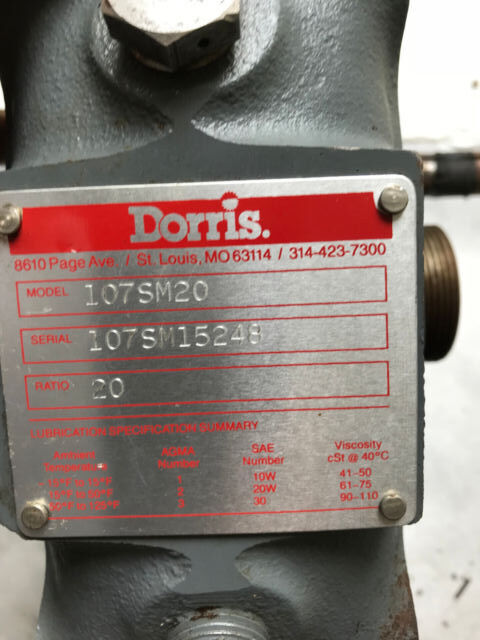 Dorris.
8610 Page Ave. / St. Louis, MO 63114 / 314-423-7300
MODEL 107SM20
SERIAL 107SM15248
RATIO 20
LUBRICATION SPECIFICATION SUMMARY
Ambient Temperature AGMA Number SAE Number Viscosity cSt @ 40°C
1 10W 41-50
2 20W 61-75
3 30 90-110